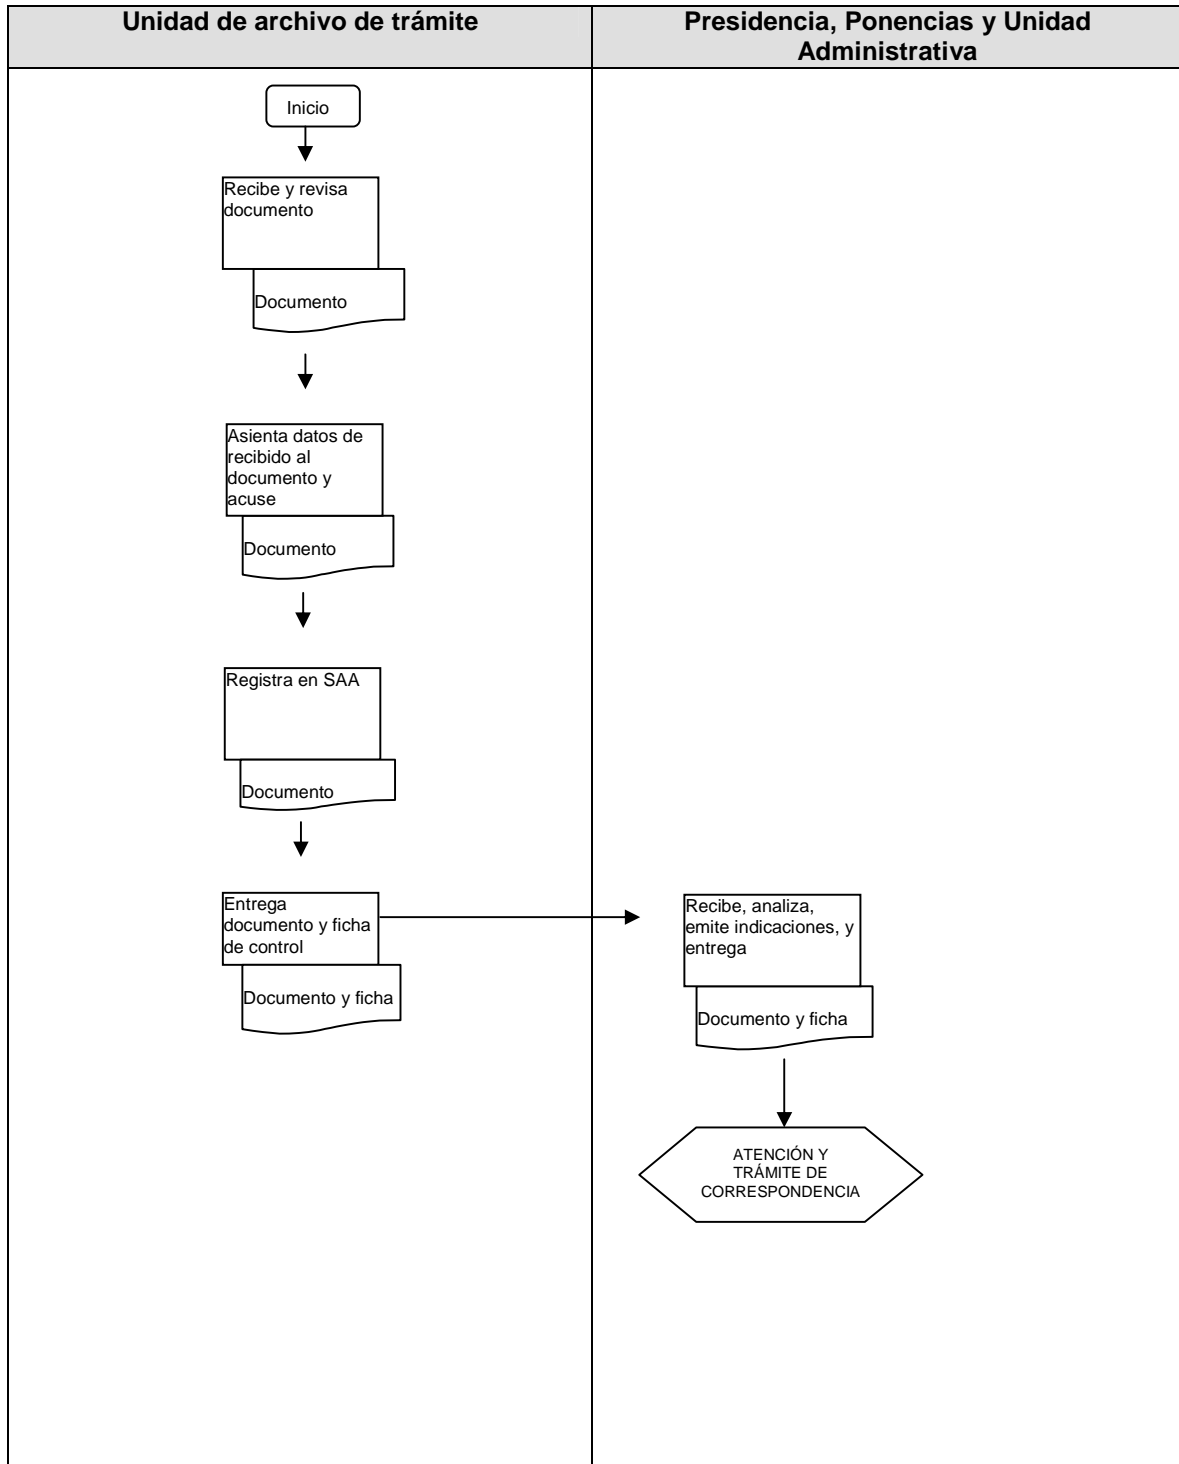 Unidad de archivo de trámite
Presidencia, Ponencias y Unidad
Administrativa
Inicio
Recibe y revisa
documento
Documento
Asienta datos de
recibido al
documento y
acuse
Documento
Registra en SAA
Documento
Entrega
documento y ficha
de control
Documento y ficha
Recibe, analiza,
emite indicaciones, y
entrega
Documento y ficha
ATENCIÓN Y
TRÁMITE DE
CORRESPONDENCIA